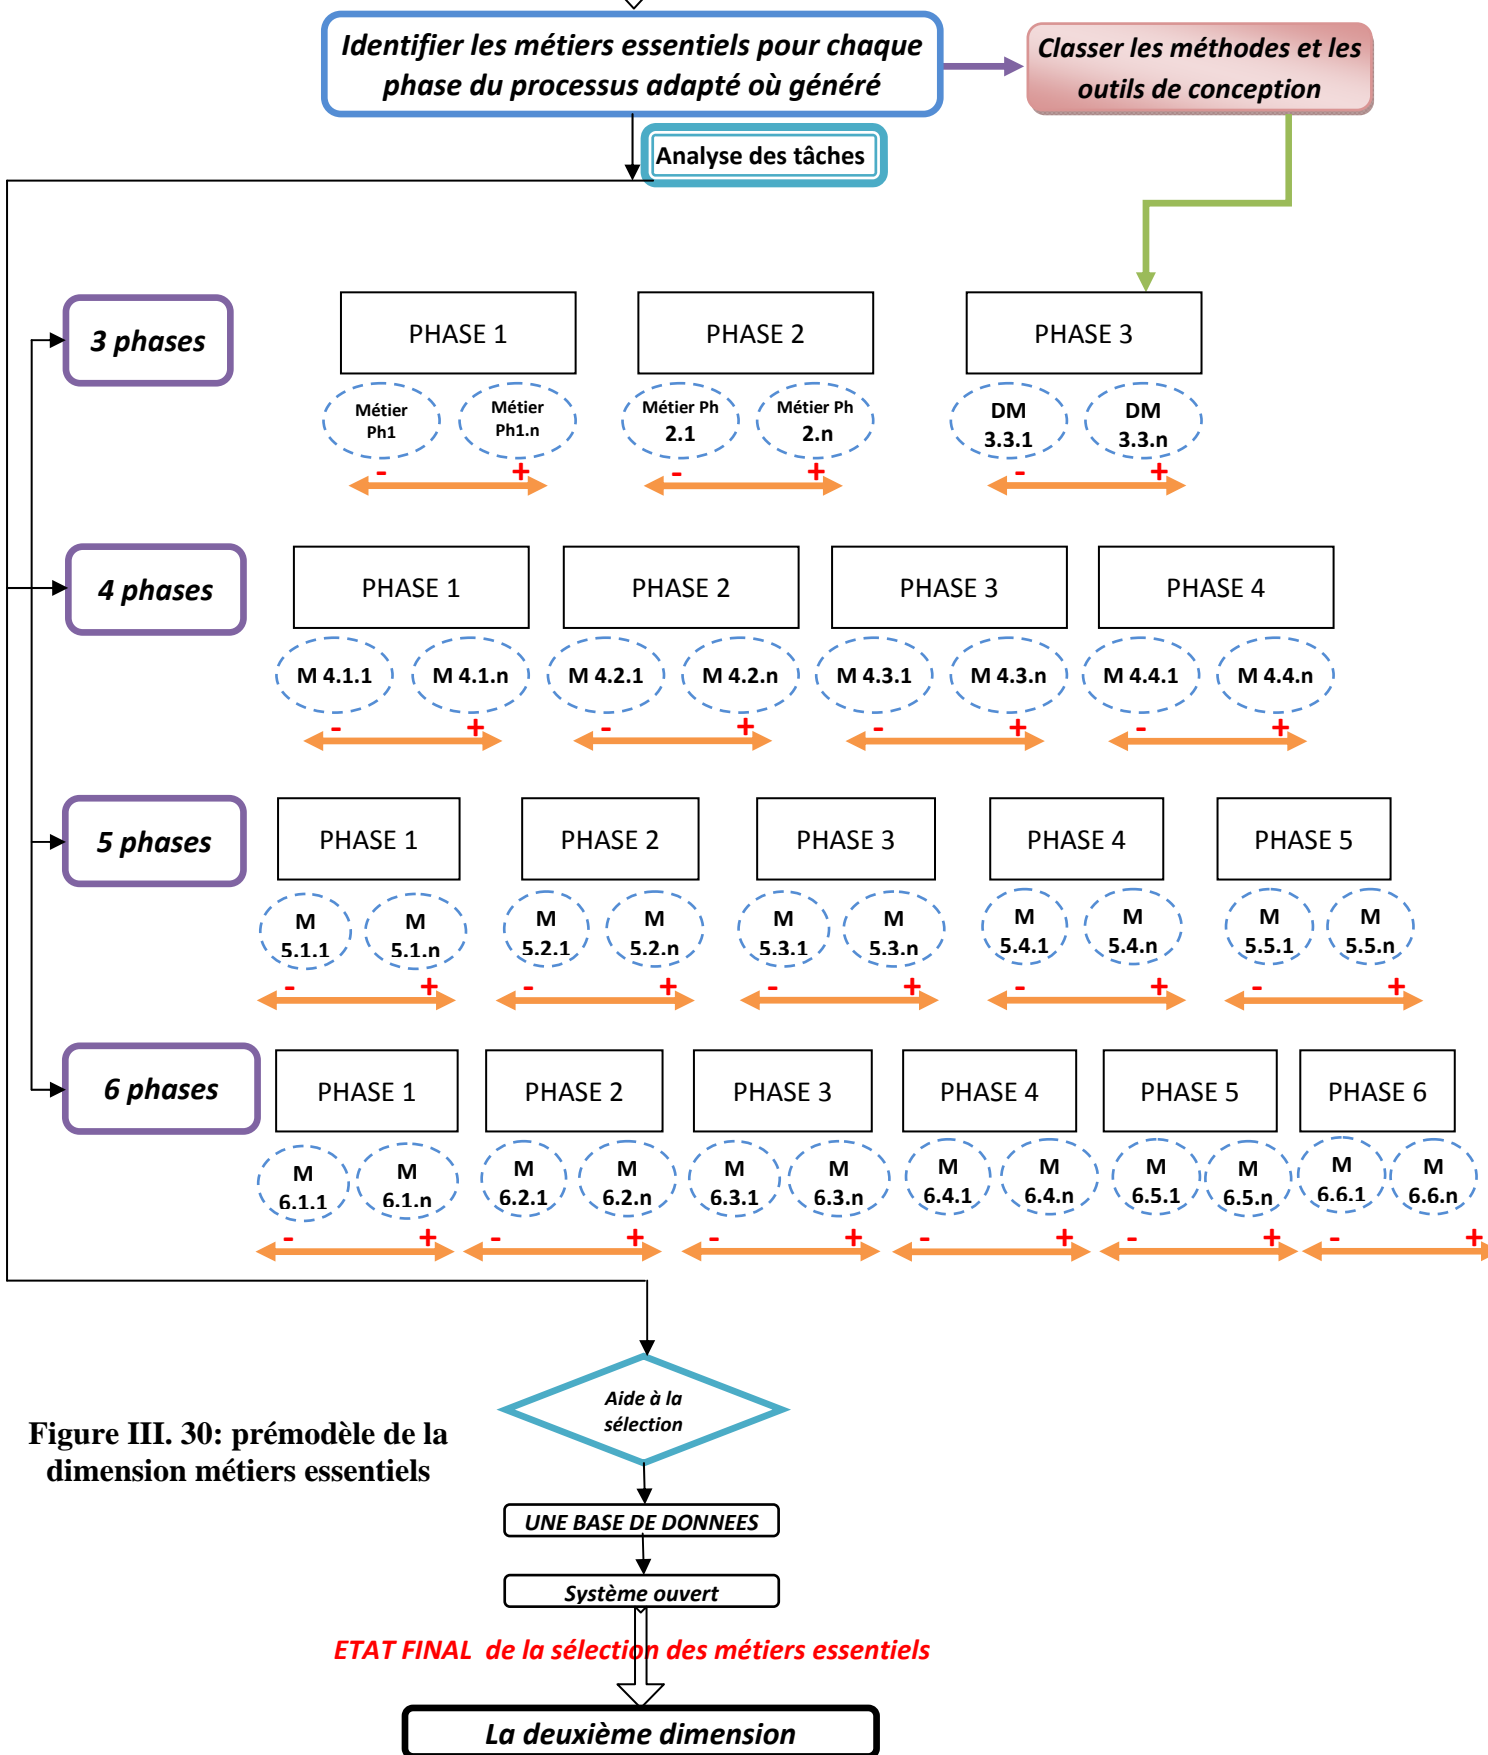 Identifier les métiers essentiels pour chaque
phase du processus adapté où généré
Classer les méthodes et les
outils de conception
Analyse des tâches
3 phases
PHASE 1
PHASE 2
PHASE 3
Métier
Ph1
Métier
Ph1.n
Métier Ph
2.1
Métier Ph
2.n
DM
3.3.1
DM
3.3.n
- +
- +
- +
4 phases
PHASE 1
PHASE 2
PHASE 3
PHASE 4
M 4.1.1
M 4.1.n
M 4.2.1
M 4.2.n
M 4.3.1
M 4.3.n
M 4.4.1
M 4.4.n
- +
- +
- +
- +
5 phases
PHASE 1
PHASE 2
PHASE 3
PHASE 4
PHASE 5
M
5.1.1
M
5.1.n
M
5.2.1
M
5.2.n
M
5.3.1
M
5.3.n
M
5.4.1
M
5.4.n
M
5.5.1
M
5.5.n
- +
- +
- +
- +
- +
6 phases
PHASE 1
PHASE 2
PHASE 3
PHASE 4
PHASE 5
PHASE 6
M
6.1.1
M
6.1.n
M
6.2.1
M
6.2.n
M
6.3.1
M
6.3.n
M
6.4.1
M
6.4.n
M
6.5.1
M
6.5.n
M
6.6.1
M
6.6.n
- +
- +
- +
- +
- +
- +
Aide à la
sélection
Figure III. 30: prémodèle de la
dimension métiers essentiels
UNE BASE DE DONNEES
Système ouvert
ETAT FINAL de la sélection des métiers essentiels
La deuxième dimension